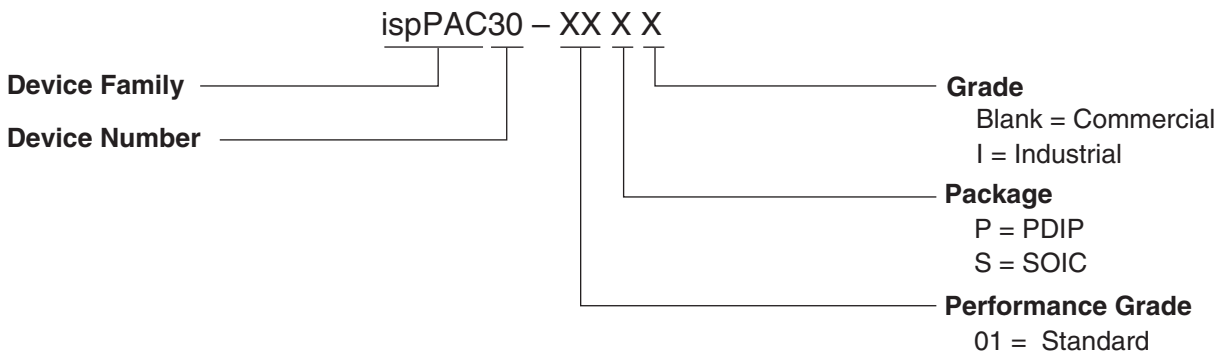 ispPAC30 – XX X X
Device Family
Device Number
Grade
Blank = Commercial
I = Industrial
Package
P = PDIP
S = SOIC
Performance Grade
01 = Standard